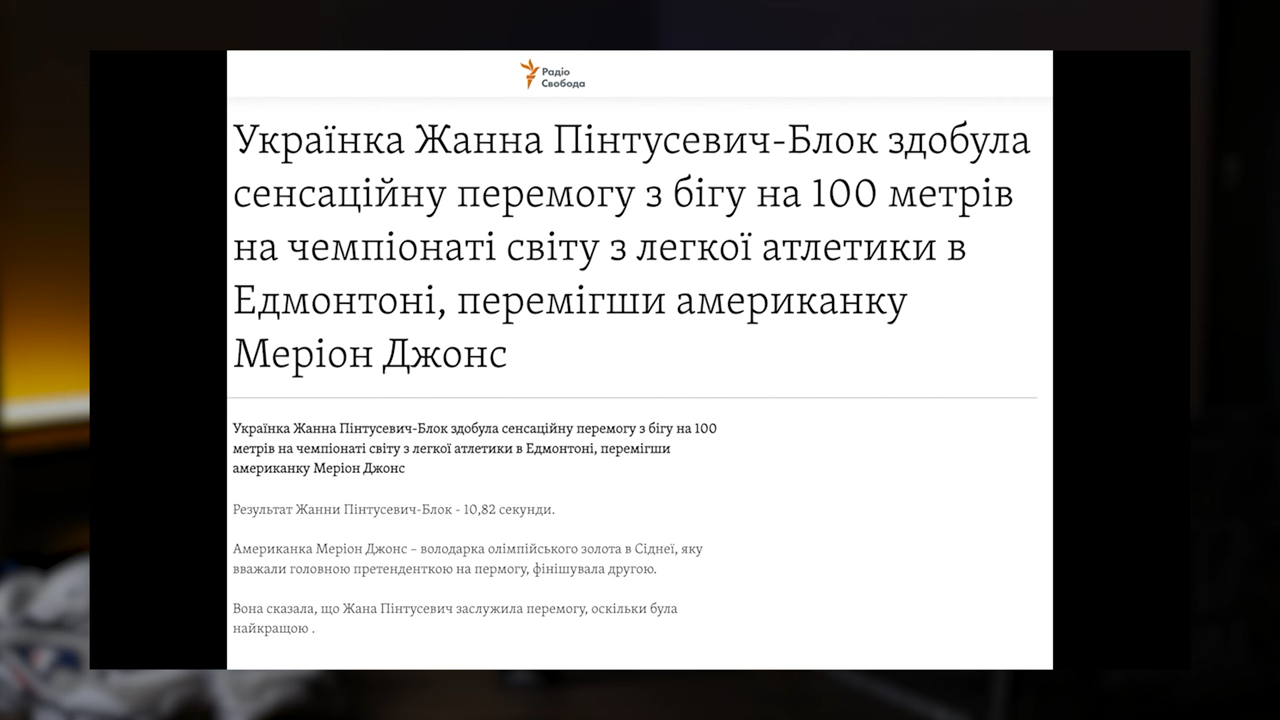 Радіо
Свобода
Українка Жанна Пінтусевич-Блок здобула
сенсаційну перемогу з бігу на 100 метрів
на чемпіонаті світу з легкої атлетики в
Едмонтоні, перемігши американку
Меріон Джонс
Українка Жанна Пінтусевич-Блок здобула сенсаційну перемогу з бігу на 100
метрів на чемпіонаті світу з легкої атлетики в Едмонтоні, перемігши
американку Меріон Джонс
Результат Жанни Пінтусевич-Блок - 10,82 секунди.
Американка Меріон Джонс – володарка олімпійського золота в Сіднеї, яку
вважали головною претенденткою на пермогу, фінішувала другою.
Вона сказала, що Жана Пінтусевич заслужила перемогу, оскільки була
найкращою .